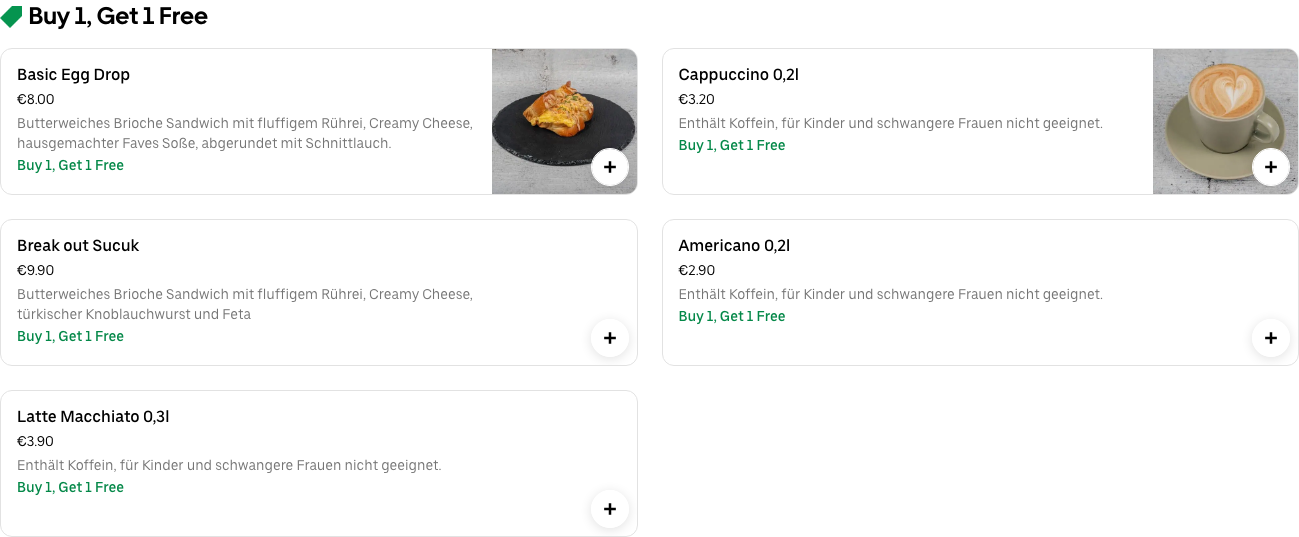 Buy 1, Get 1 Free
Basic Egg Drop
€8.00
Butterweiches Brioche Sandwich mit fluffigem Rührei, Creamy Cheese,
hausgemachter Faves Soße, abgerundet mit Schnittlauch.
Buy 1, Get 1 Free
Cappuccino 0,2l
€3.20
Enthält Koffein, für Kinder und schwangere Frauen nicht geeignet.
Buy 1, Get 1 Free
Break out Sucuk
€9.90
Butterweiches Brioche Sandwich mit fluffigem Rührei, Creamy Cheese,
türkischer Knoblauchwurst und Feta
Buy 1, Get 1 Free
Americano 0,2l
€2.90
Enthält Koffein, für Kinder und schwangere Frauen nicht geeignet.
Buy 1, Get 1 Free
Latte Macchiato 0,3l
€3.90
Enthält Koffein, für Kinder und schwangere Frauen nicht geeignet.
Buy 1, Get 1 Free